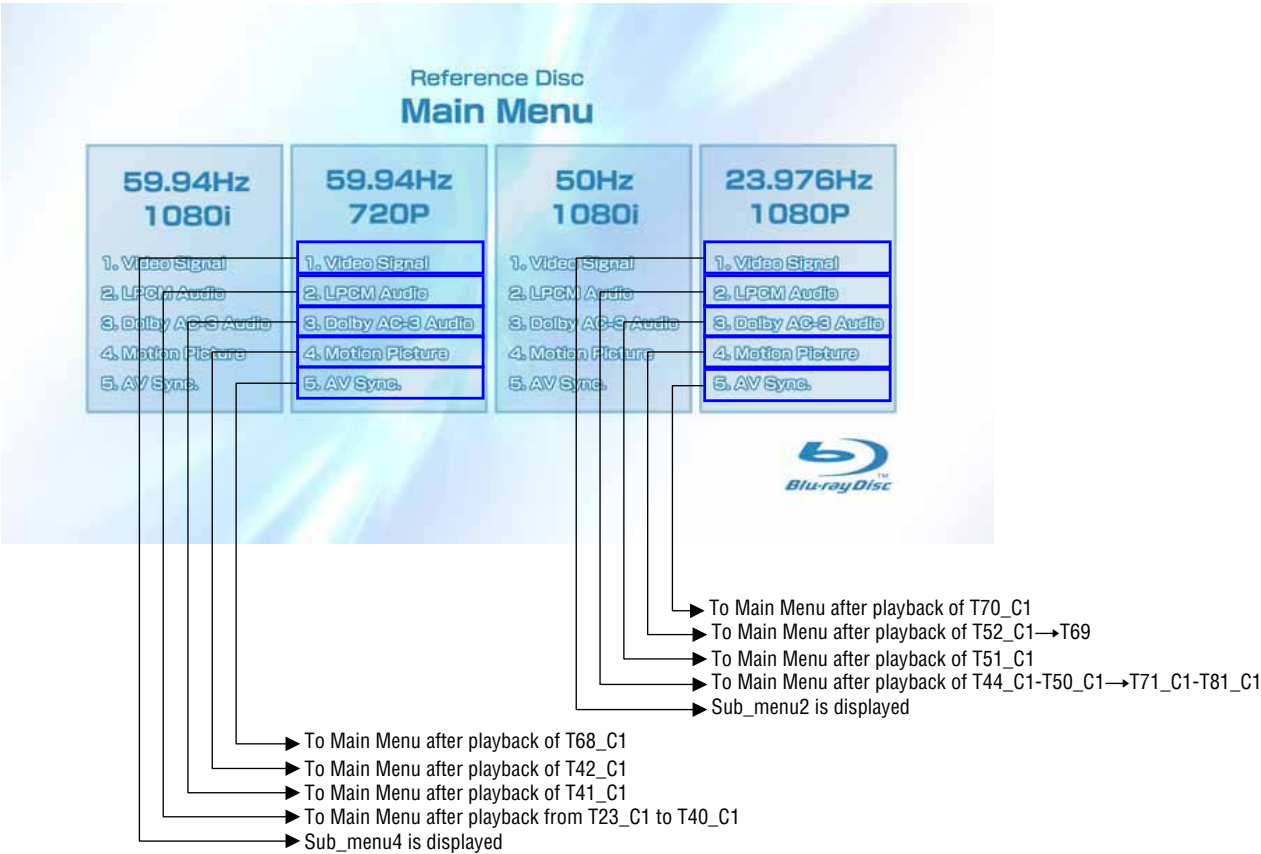 Reference Disc
Main Menu
59.94Hz
1080i
1. Video Signal
2. LPCM Audio
3. Dolby AC-3 Audio
4. Motion Picture
5. AV Sync.
59.94Hz
720P
1. Video Signal
2. LPCM Audio
3. Dolby AC-3 Audio
4. Motion Picture
5. AV Sync.
50Hz
1080i
1. Video Signal
2. LPCM Audio
3. Dolby AC-3 Audio
4. Motion Picture
5. AV Sync.
23.976Hz
1080P
1. Video Signal
2. LPCM Audio
3. Dolby AC-3 Audio
4. Motion Picture
5. AV Sync.
Blu-ray Disc™
To Main Menu after playback of T70_C1
To Main Menu after playback of T52_C1→T69
To Main Menu after playback of T51_C1
To Main Menu after playback of T44_C1-T50_C1→T71_C1-T81_C1
Sub_menu2 is displayed
To Main Menu after playback of T68_C1
To Main Menu after playback of T42_C1
To Main Menu after playback of T41_C1
To Main Menu after playback from T23_C1 to T40_C1
Sub_menu4 is displayed